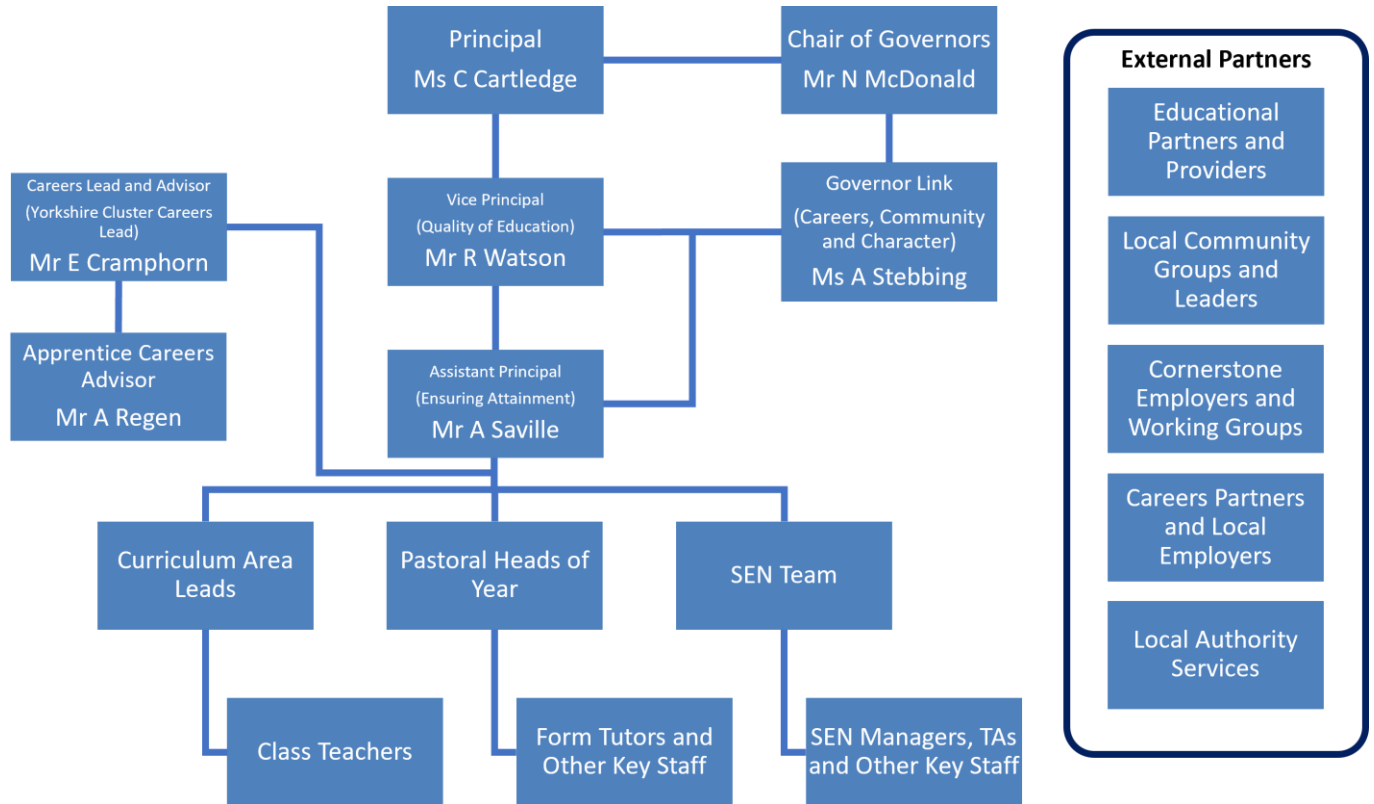 Principal
Ms C Cartledge
Chair of Governors
Mr N McDonald
External Partners
Educational
Partners and
Providers
Careers Lead and Advisor
(Yorkshire Cluster Careers
Lead)
Mr E Cramphorn
Vice Principal
(Quality of Education)
Mr R Watson
Governor Link
(Careers, Community
and Character)
Ms A Stebbing
Local Community
Groups and
Leaders
Apprentice Careers
Advisor
Mr A Regen
Assistant Principal
(Ensuring Attainment)
Mr A Saville
Cornerstone
Employers and
Working Groups
Curriculum Area
Leads
Pastoral Heads of
Year
SEN Team
Careers Partners
and Local
Employers
Local Authority
Services
Class Teachers
Form Tutors and
Other Key Staff
SEN Managers, TAs
and Other Key Staff